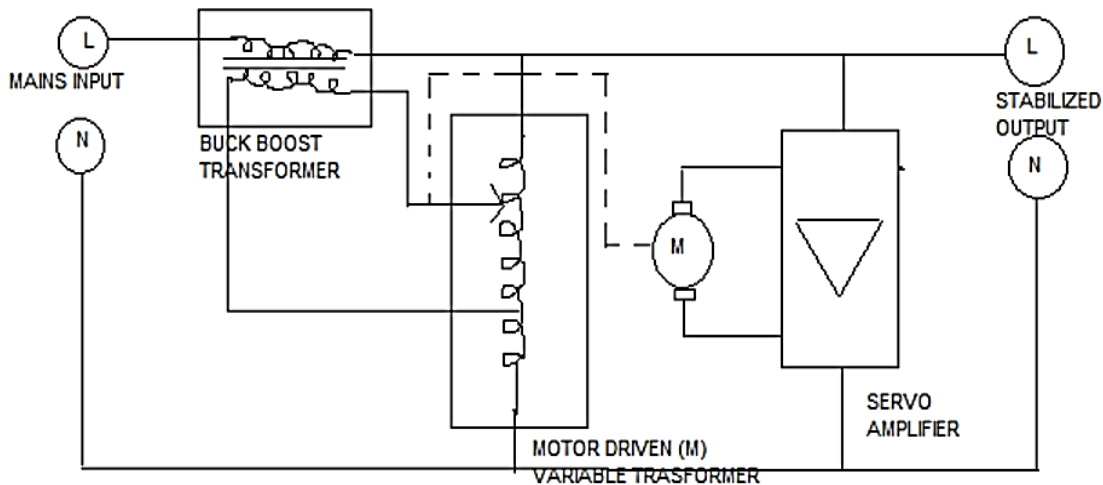 L
MAINS INPUT
N
BUCK BOOST
TRANSFORMER
MOTOR DRIVEN (M)
VARIABLE TRASFORMER
M
SERVO
AMPLIFIER
L
STABILIZED
OUTPUT
N